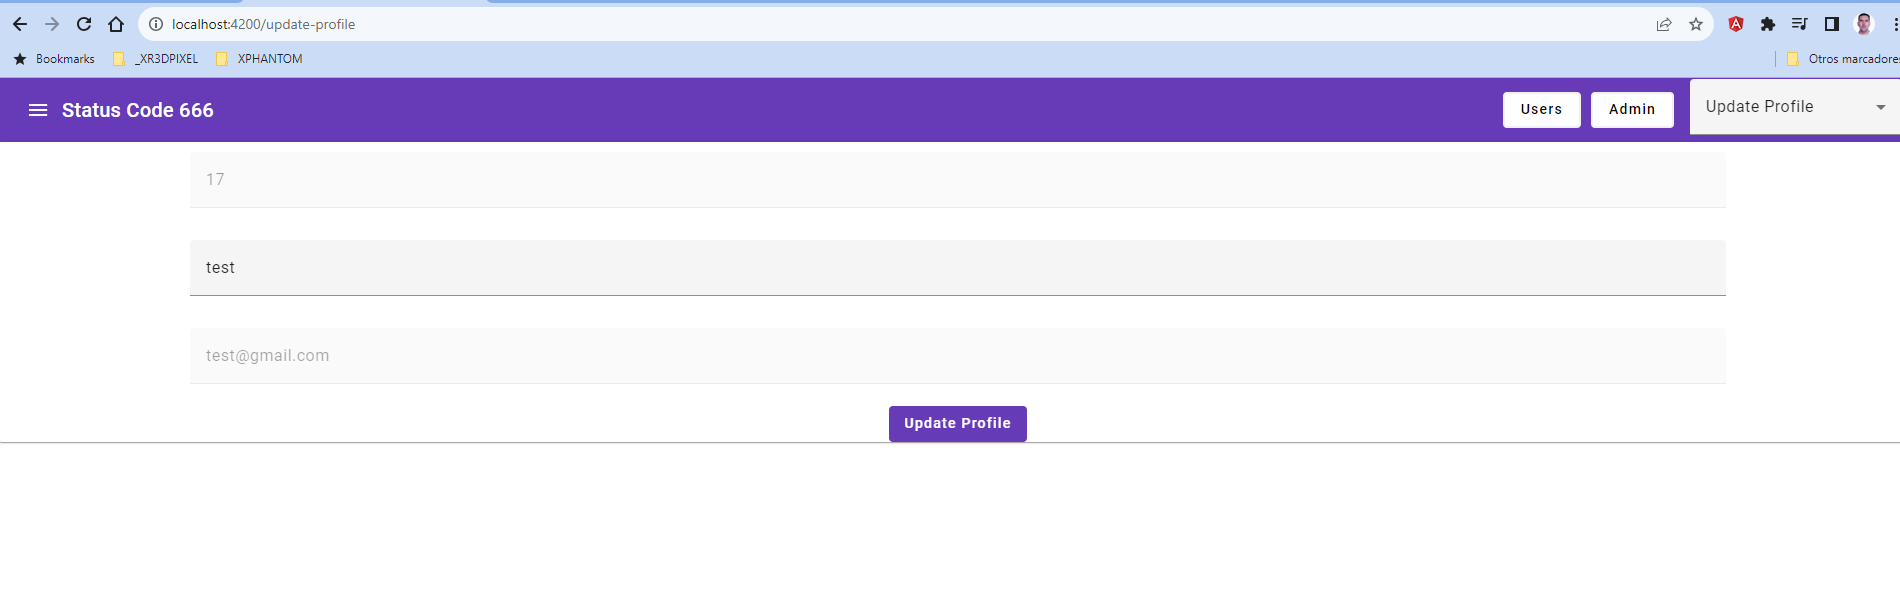 localhost:4200/update-profile
Bookmarks _XR3DPIXEL XPHANTOM Otros marcadores
Status Code 666 Users Admin Update Profile
17
test
test@gmail.com
Update Profile